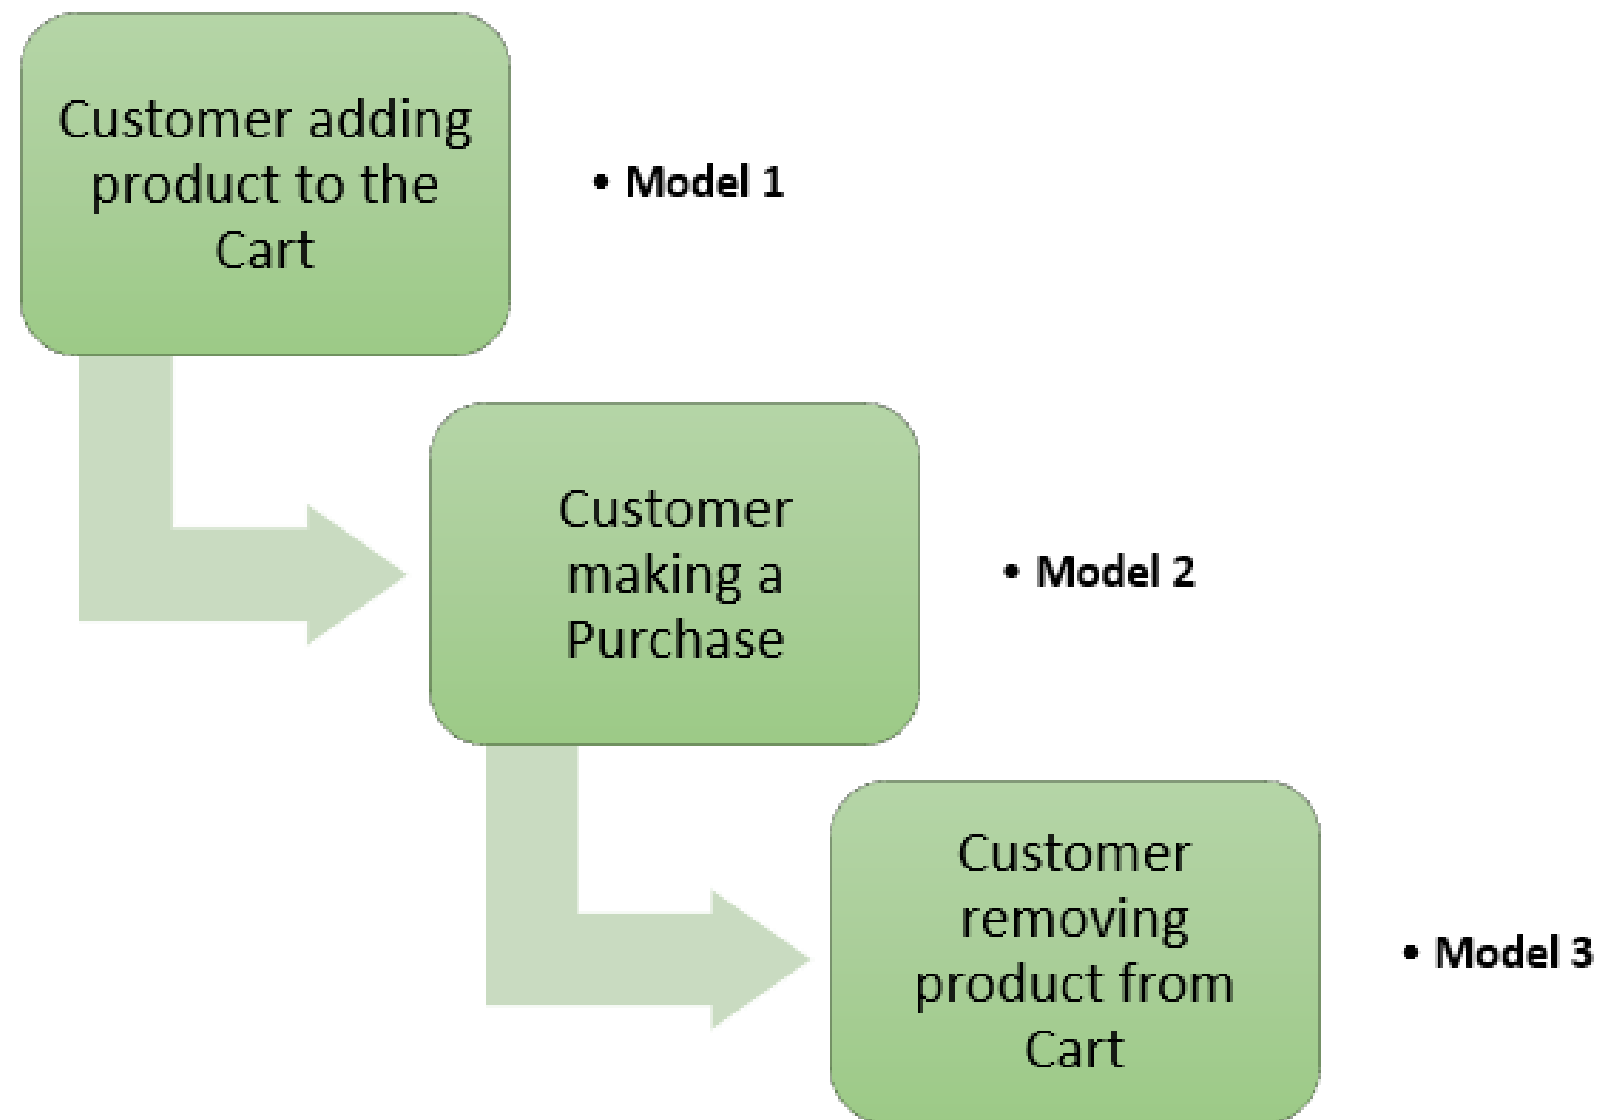 Customer adding
product to the
Cart
• Model 1
Customer
making a
Purchase
• Model 2
Customer
removing
product from
Cart
• Model 3